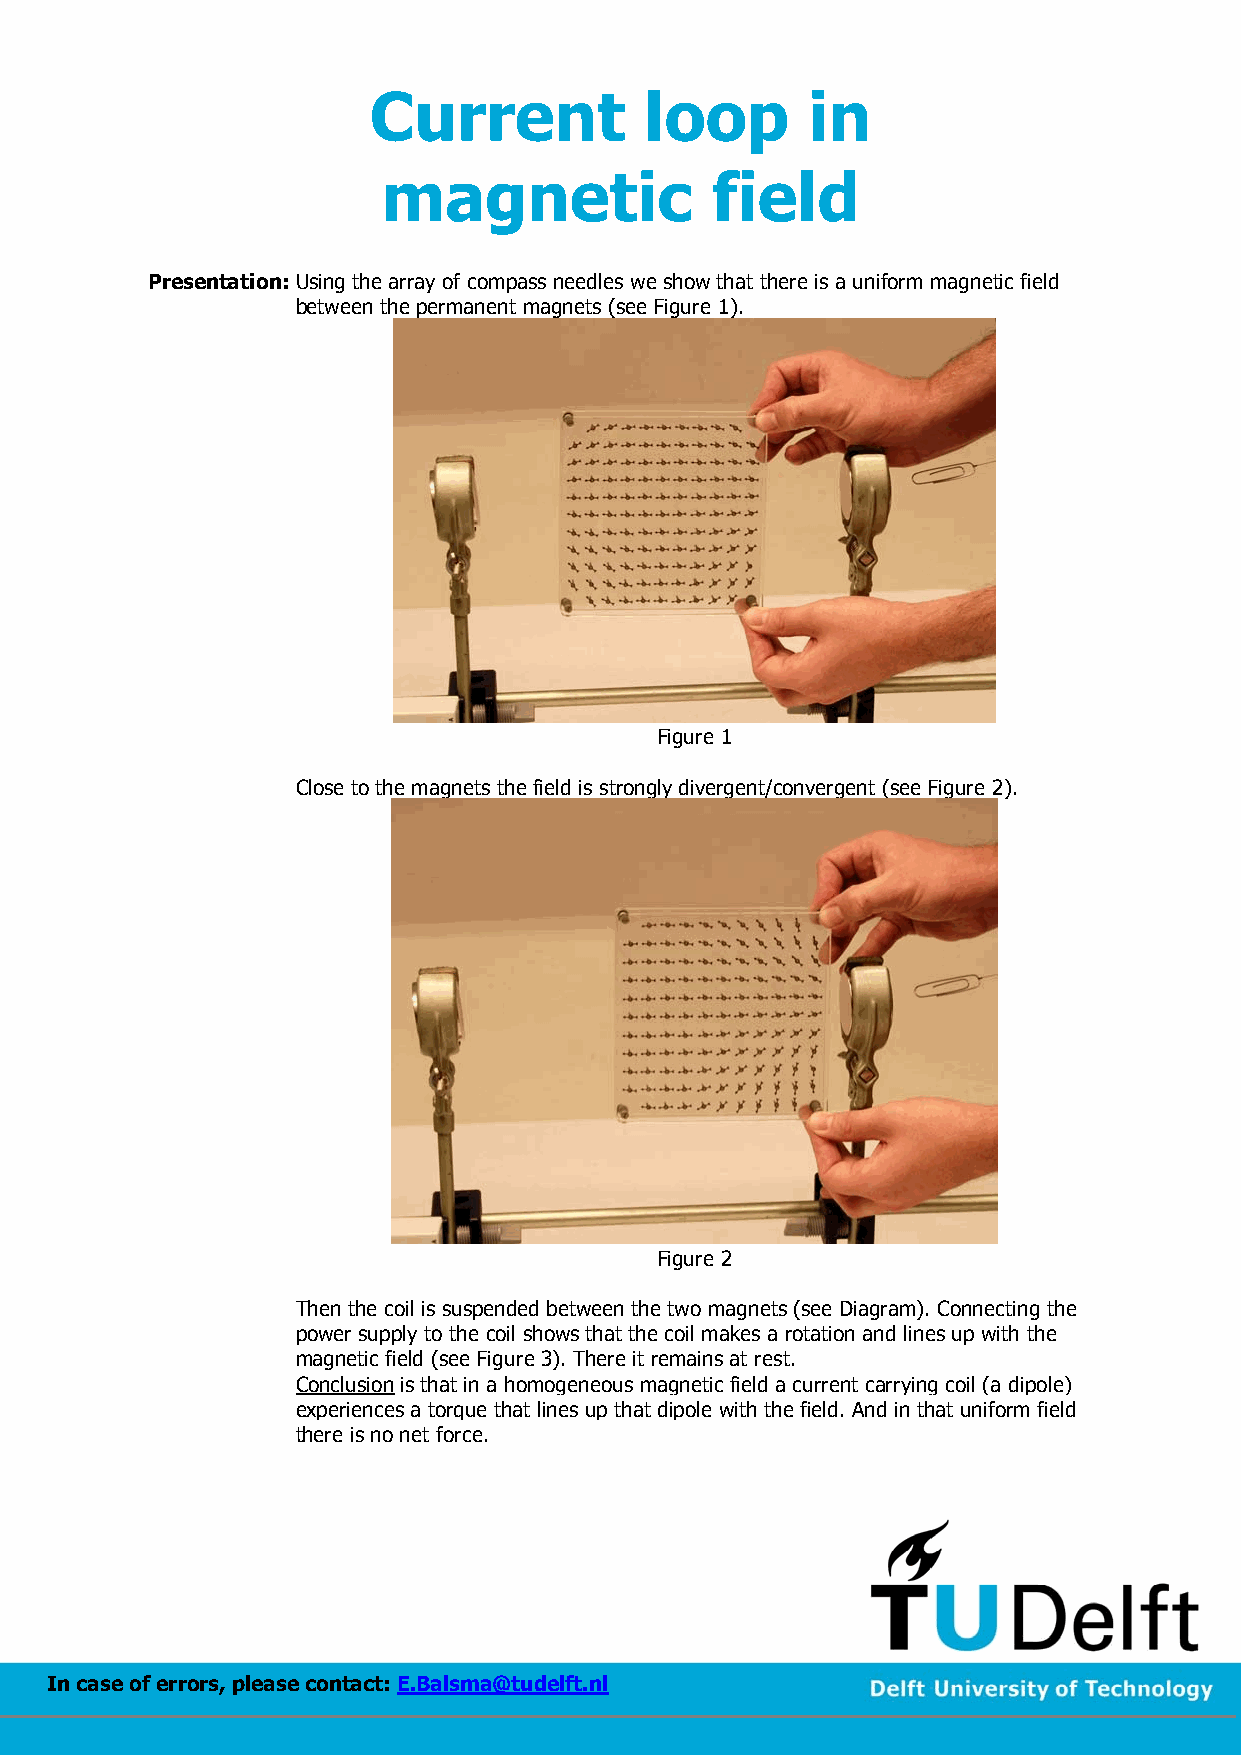 Current loop in
magnetic field
Presentation: Using the array of compass needles we show that there is a uniform magnetic field
between the permanent magnets (see Figure 1).
Figure 1
Close to the magnets the field is strongly divergent/convergent (see Figure 2).
Figure 2
Then the coil is suspended between the two magnets (see Diagram). Connecting the
power supply to the coil shows that the coil makes a rotation and lines up with the
magnetic field (see Figure 3). There it remains at rest.
Conclusion is that in a homogeneous magnetic field a current carrying coil (a dipole)
experiences a torque that lines up that dipole with the field. And in that uniform field
there is no net force.
TUDelft
In case of errors, please contact: E.Balsma@tudelft.nl
Delft University of Technology